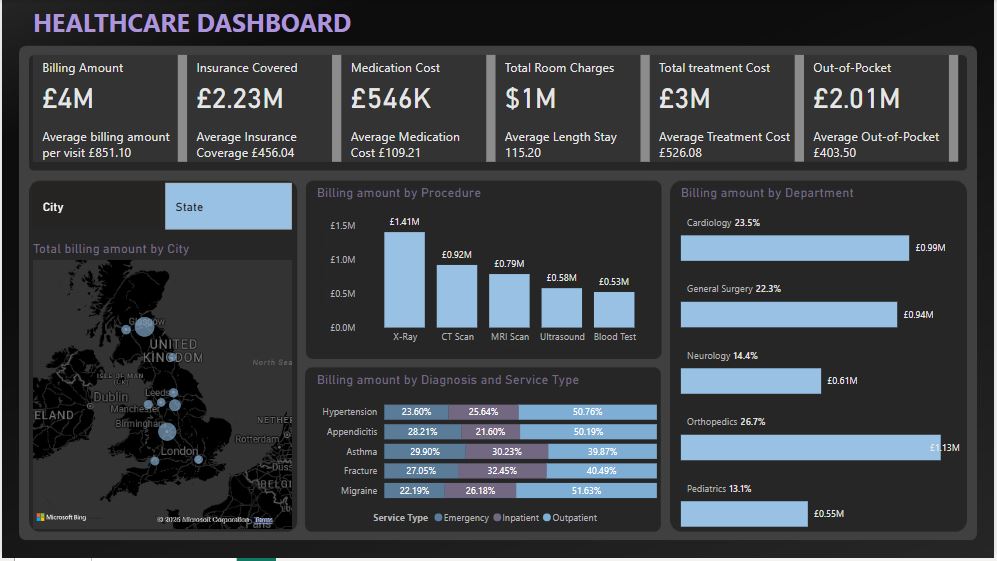 HEALTHCARE DASHBOARD
Billing Amount
£4M
Average billing amount
per visit £851.10
Insurance Covered
£2.23M
Average Insurance
Coverage £456.04
Medication Cost
£546K
Average Medication
Cost £109.21
Total Room Charges
$1M
Average Length Stay
115.20
Total treatment Cost
£3M
Average Treatment Cost
£526.08
Out-of-Pocket
£2.01M
Average Out-of-Pocket
£403.50
City
State
Total billing amount by City
Glasgow
UNITED
KINGDOM
North Sea
ISLE OF MAN
(UK)
Dublin
Leeds
Manchester
ELAND
Birmingham
NETHE
Rotterdam
London
Düss
BELGI
Paris
Microsoft Bing
© 2025 Microsoft Corporation Terms
Billing amount by Procedure
£1.5M
£1.0M
£0.5M
£0.0M
£1.41M
£0.92M
£0.79M
£0.58M
£0.53M
X-Ray
CT Scan
MRI Scan
Ultrasound
Blood Test
Billing amount by Diagnosis and Service Type
Hypertension 23.60% 25.64% 50.76%
Appendicitis 28.21% 21.60% 50.19%
Asthma 29.90% 30.23% 39.87%
Fracture 27.05% 32.45% 40.49%
Migraine 22.19% 26.18% 51.63%
Service Type Emergency Inpatient Outpatient
Billing amount by Department
Cardiology 23.5%
£0.99M
General Surgery 22.3%
£0.94M
Neurology 14.4%
£0.61M
Orthopedics 26.7%
£1.13M
Pediatrics 13.1%
£0.55M